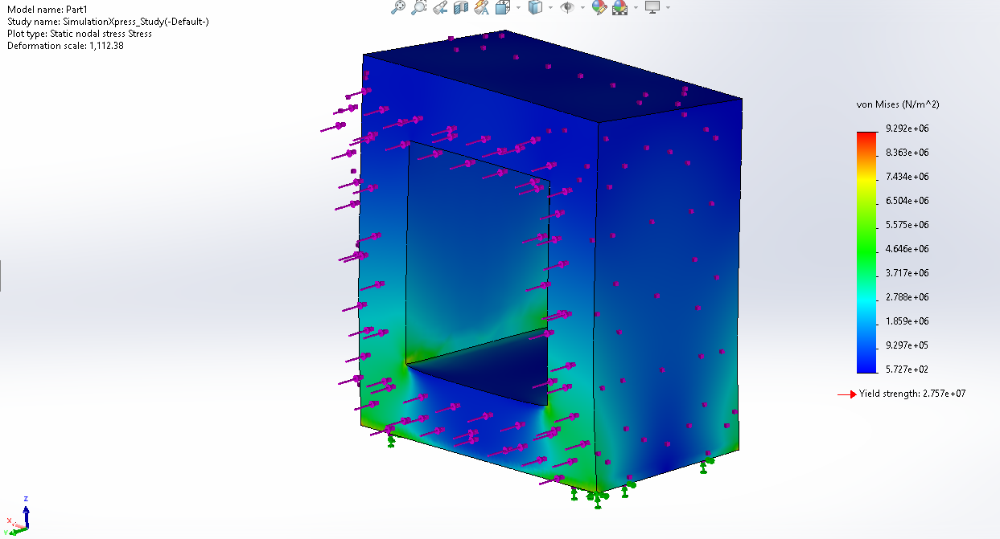 Model name: Part1
Study name: SimulationXpress_Study(-Default-)
Plot type: Static nodal stress Stress
Deformation scale: 1,112.38
von Mises (N/m^2)
9.292e+06
8.363e+06
7.434e+06
6.504e+06
5.575e+06
4.646e+06
3.717e+06
2.788e+06
1.859e+06
9.297e+05
5.727e+02
Yield strength: 2.757e+07
Z
X
Y